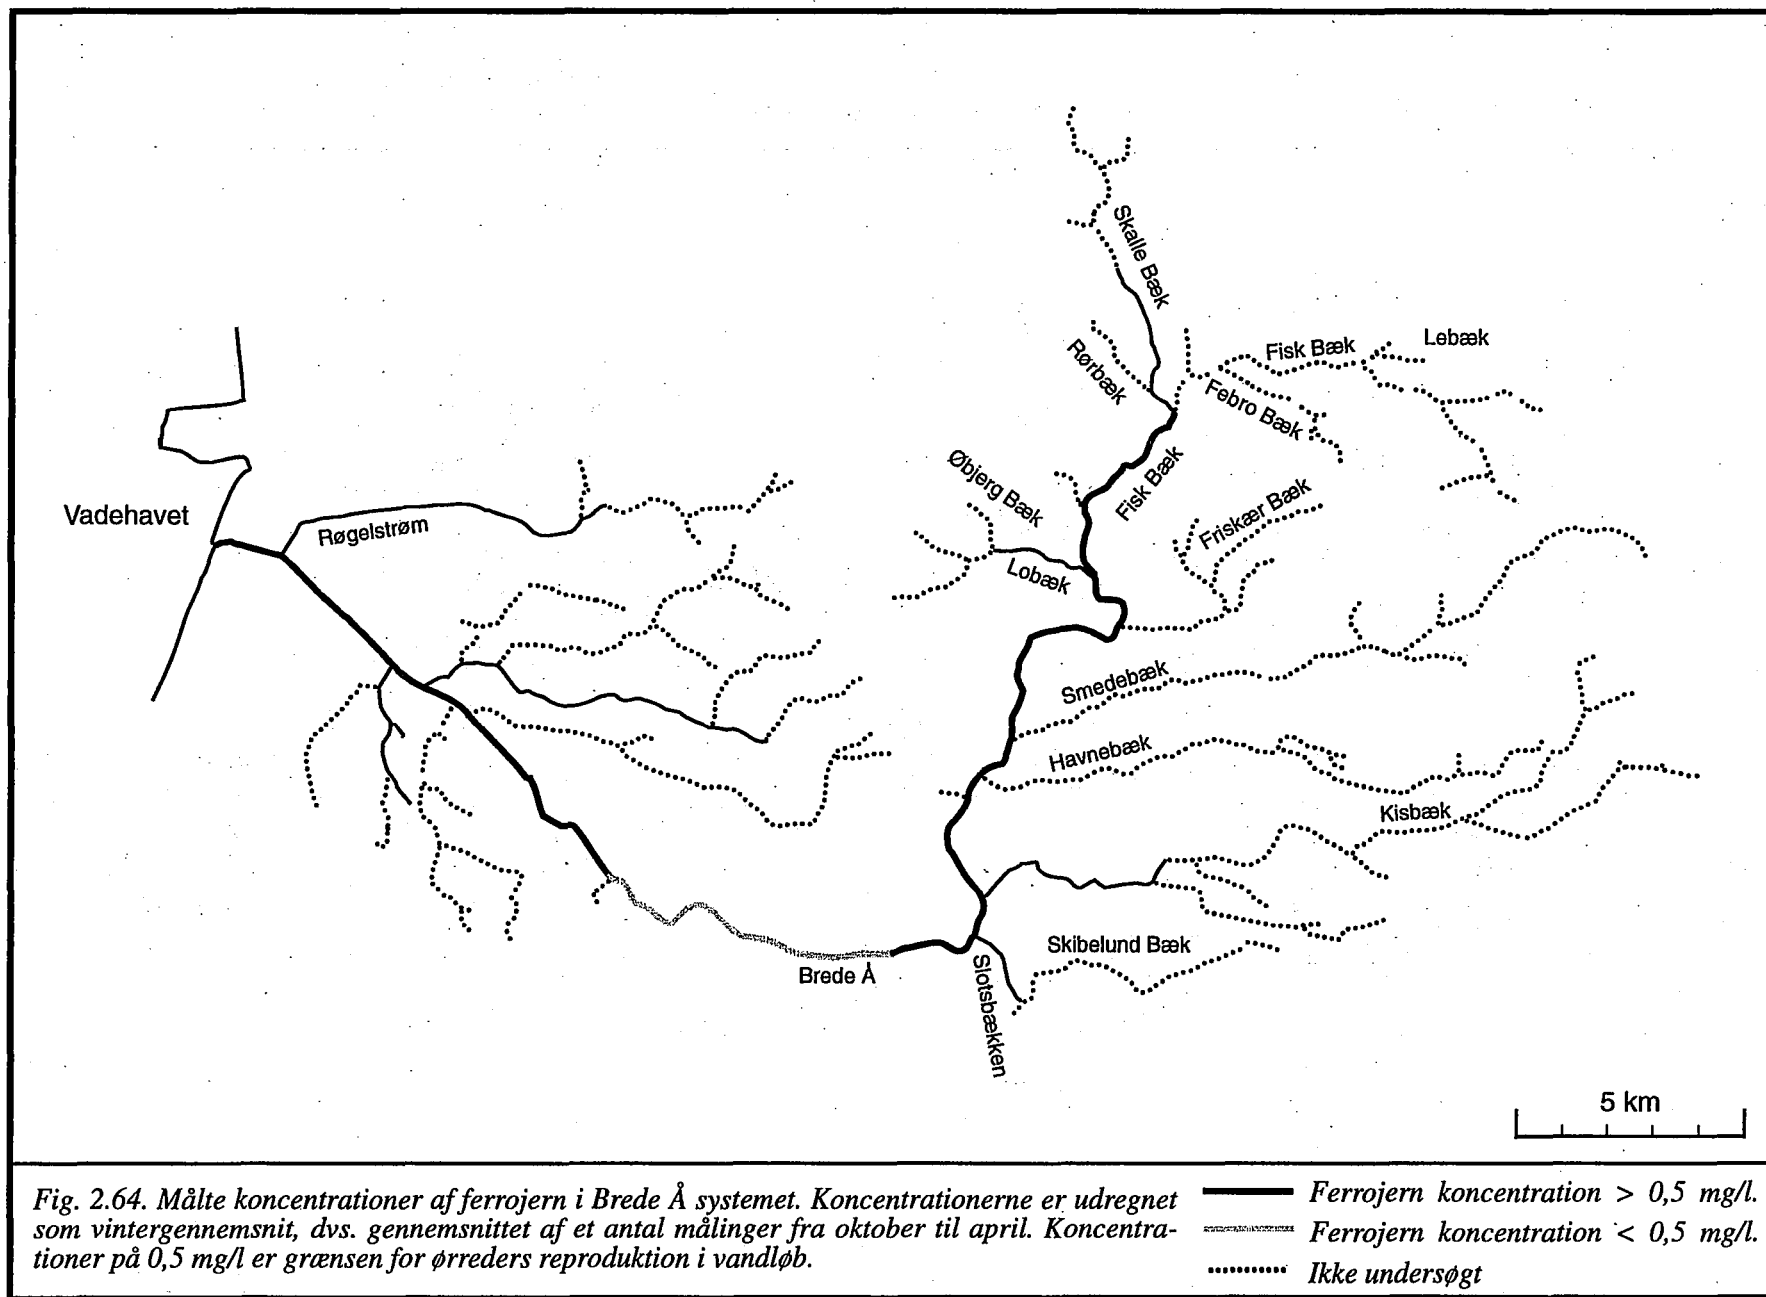 Skalle Bæk
Rørbæk
Fisk Bæk
Lebæk
Febro Bæk
Øbjerg Bæk
Fisk Bæk
Friskær Bæk
Vadehavet
Røgelstrøm
Lobæk
Smedebæk
Havnebæk
Kisbæk
Skibelund Bæk
Brede Å
Slotsbækken
5 km
Fig. 2.64. Målte koncentrationer af ferrojern i Brede Å systemet. Koncentrationerne er udregnet
som vintergennemsnit, dvs. gennemsnittet af et antal målinger fra oktober til april. Koncentra-
tioner på 0,5 mg/l er grænsen for ørreders reproduktion i vandløb.
Ferrojern koncentration > 0,5 mg/l.
Ferrojern koncentration < 0,5 mg/l.
Ikke undersøgt